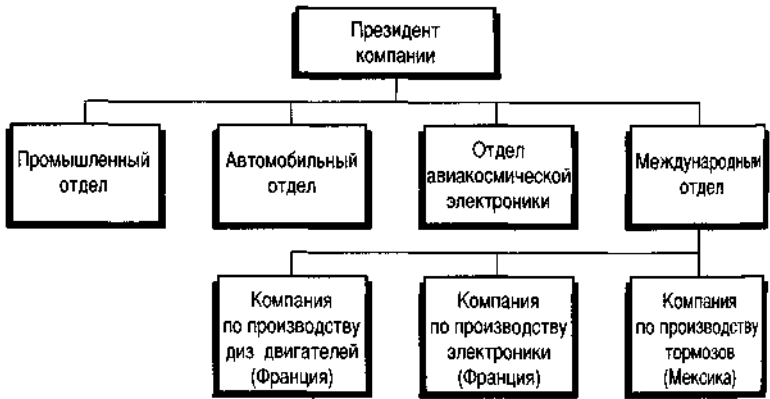 Президент
компании
Промышленный
отдел
Автомобильный
отдел
Отдел
авиакосмической
электроники
Международный
отдел
Компания
по производству
диз двигателей
(Франция)
Компания
по производству
электроники
(Франция)
Компания
по производству
тормозов
(Мексика)